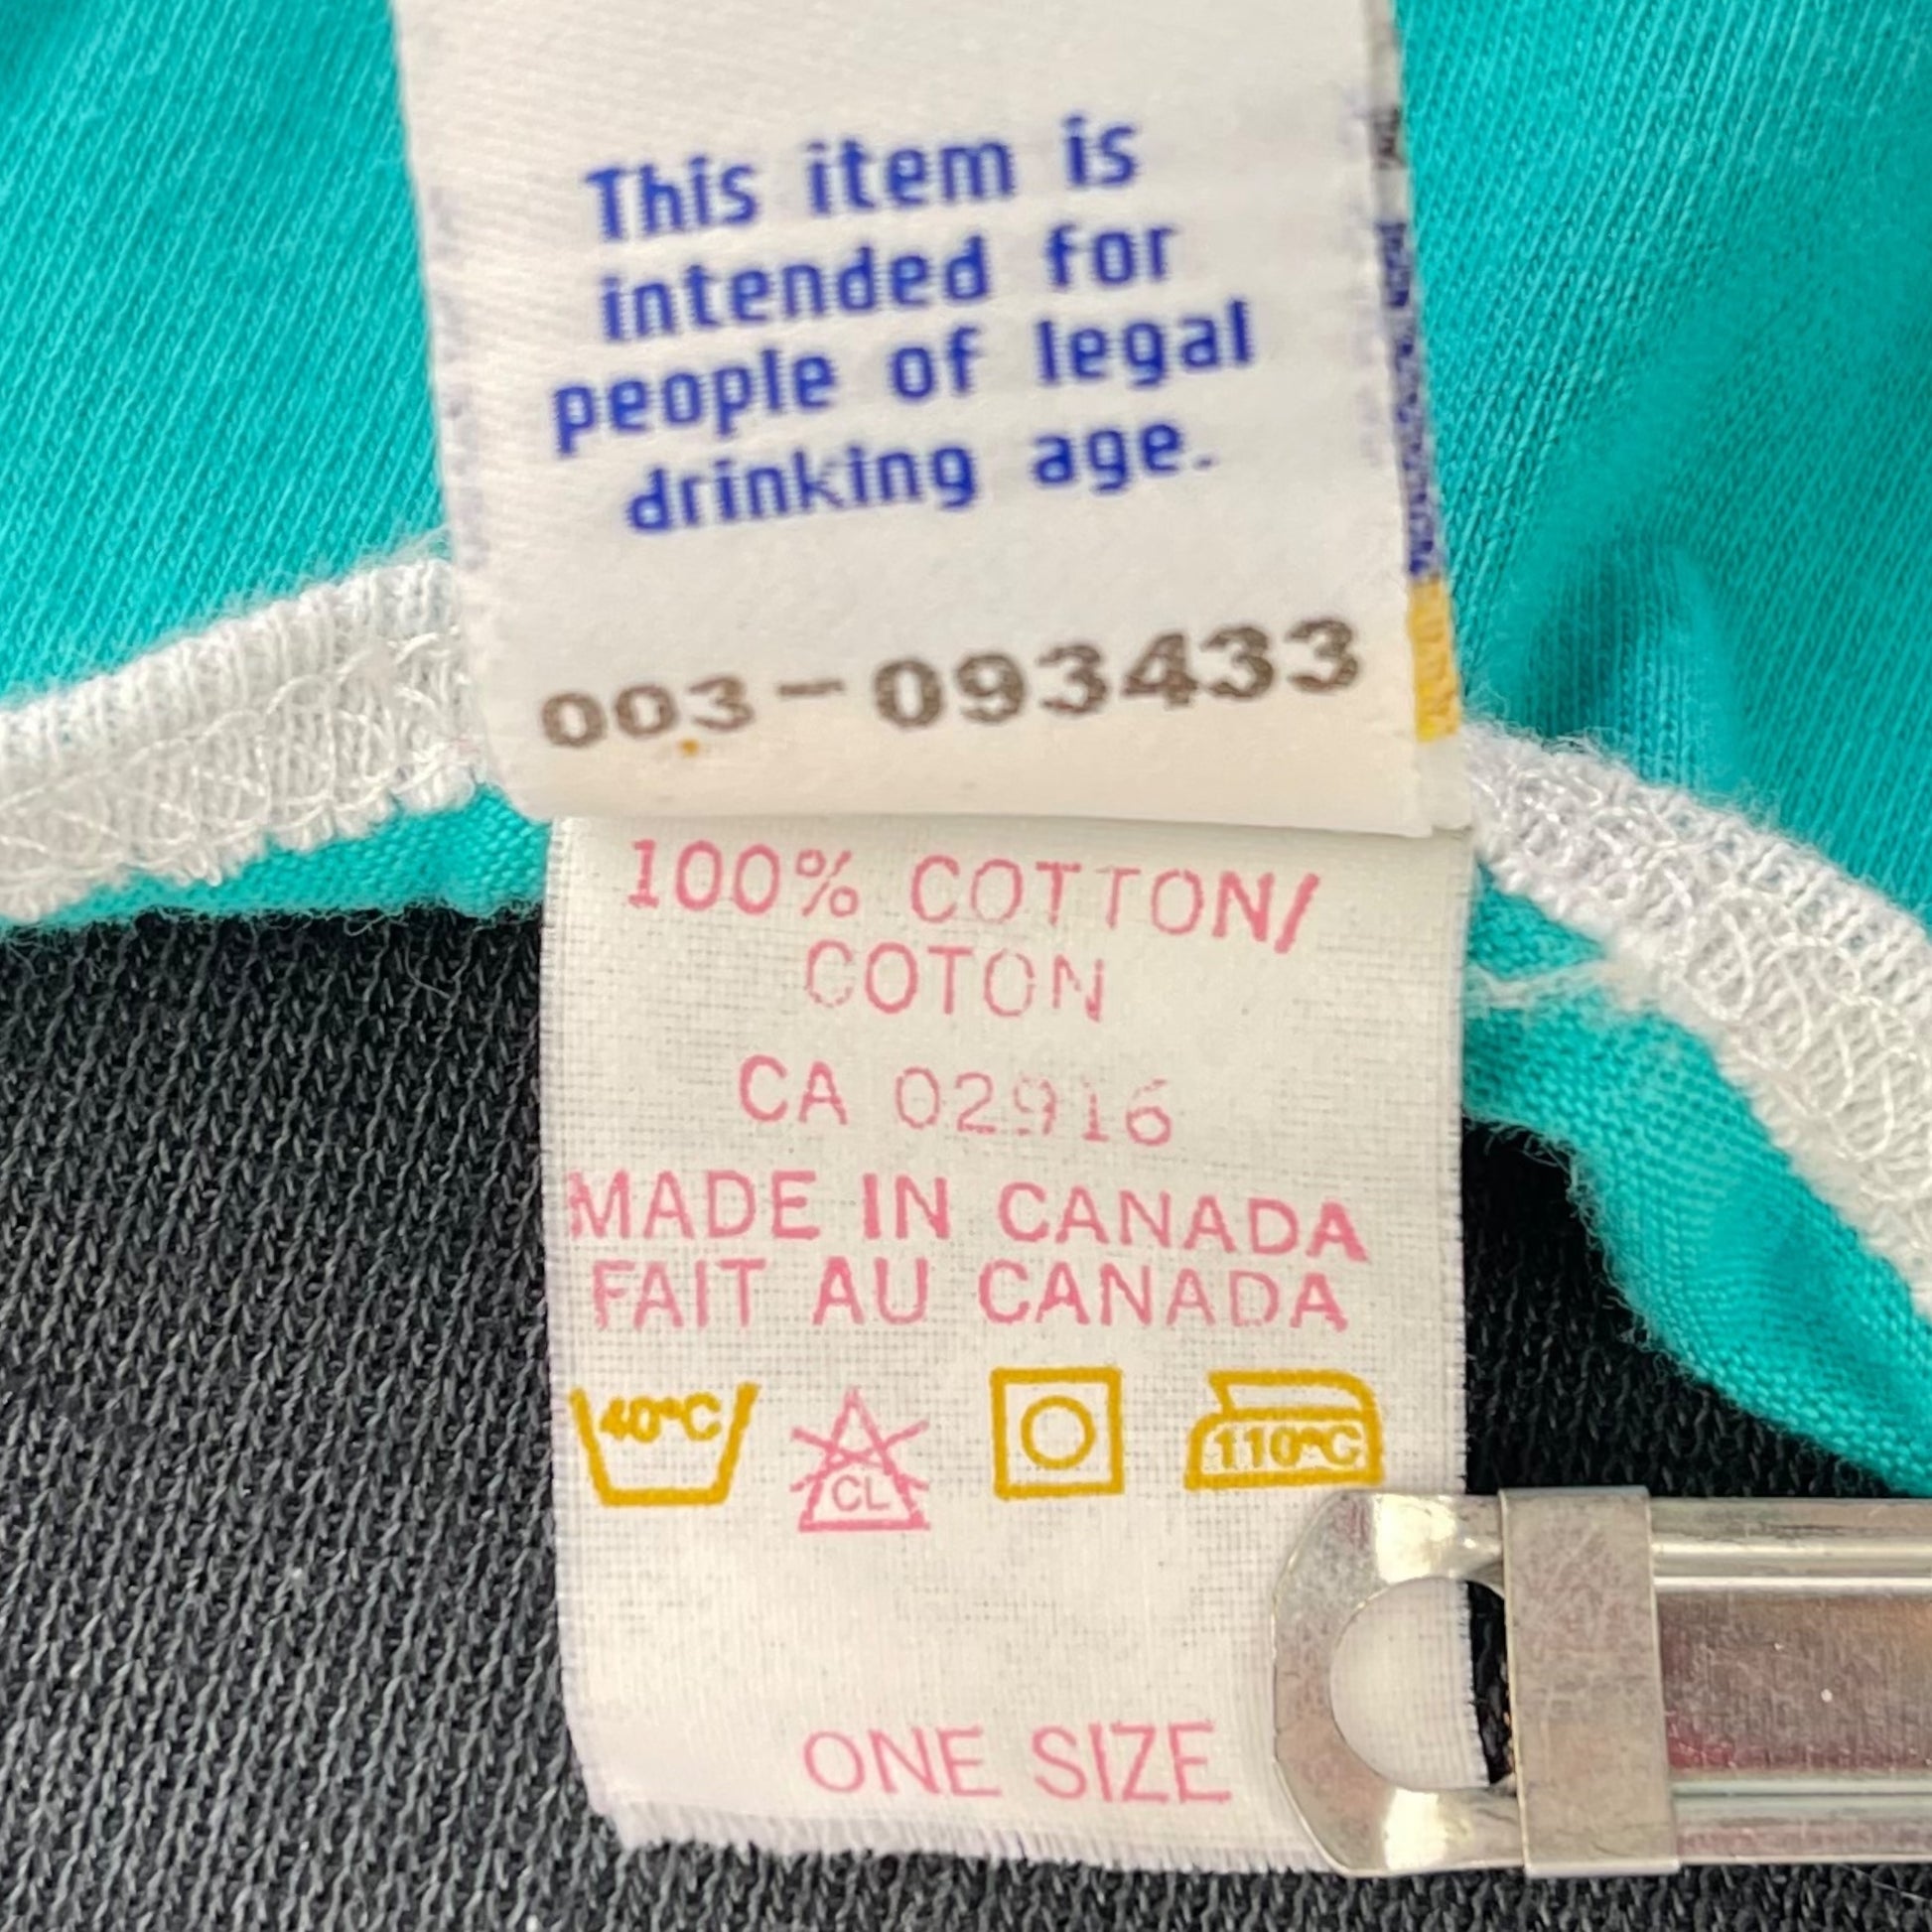 This item is
intended for
people of legal
drinking age.
003-093433
100% COTTON/
COTON
CA 02916
MADE IN CANADA
FAIT AU CANADA
40°C CL 110°C
ONE SIZE